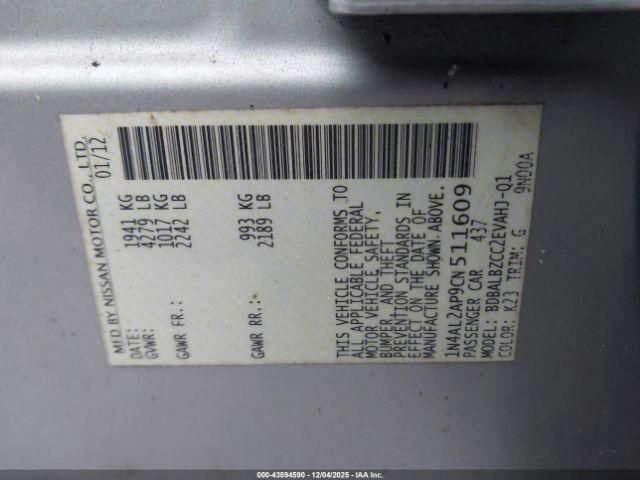 MFD BY NISSAN MOTOR CO., LTD.
DATE: 01/12
GVWR: 1941 KG
4279 LB
GAWR FR.: 1017 KG
2242 LB
GAWR RR.: 993 KG
2189 LB
THIS VEHICLE CONFORMS TO
ALL APPLICABLE FEDERAL
MOTOR VEHICLE SAFETY,
BUMPER, AND THEFT
PREVENTION STANDARDS IN
EFFECT ON THE DATE OF
MANUFACTURE SHOWN ABOVE.
1N4AL2AP9CN511609
PASSENGER CAR 437
MODEL: BDBALBZCC2EVAHJ-Q1
COLOR: K23 TRIM: G 9N00A
000-43594590 - 12/04/2025 - IAA Inc.